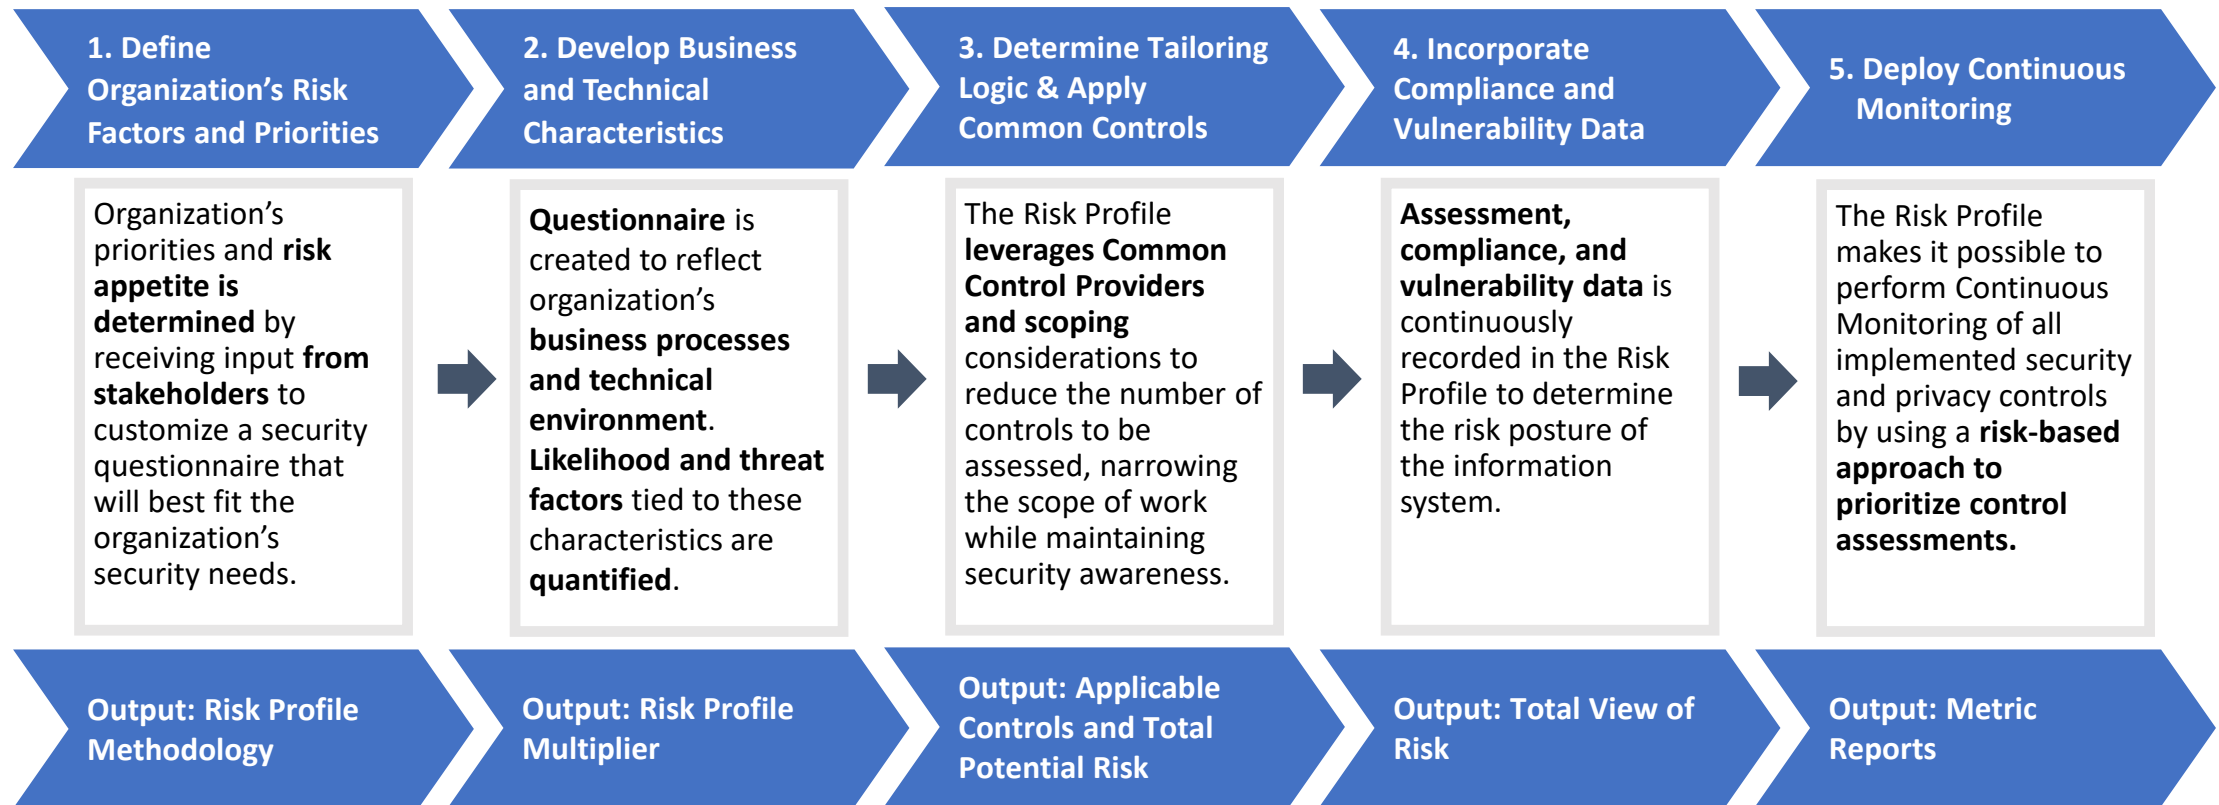 1. Define
Organization’s Risk
Factors and Priorities
2. Develop Business
and Technical
Characteristics
3. Determine Tailoring
Logic & Apply
Common Controls
4. Incorporate
Compliance and
Vulnerability Data
5. Deploy Continuous
Monitoring
Organization’s
priorities and risk
appetite is
determined by
receiving input from
stakeholders to
customize a security
questionnaire that
will best fit the
organization’s
security needs.
Questionnaire is
created to reflect
organization’s
business processes
and technical
environment.
Likelihood and threat
factors tied to these
characteristics are
quantified.
The Risk Profile
leverages Common
Control Providers
and scoping
considerations to
reduce the number of
controls to be
assessed, narrowing
the scope of work
while maintaining
security awareness.
Assessment,
compliance, and
vulnerability data is
continuously
recorded in the Risk
Profile to determine
the risk posture of
the information
system.
The Risk Profile
makes it possible to
perform Continuous
Monitoring of all
implemented security
and privacy controls
by using a risk-based
approach to
prioritize control
assessments.
Output: Risk Profile
Methodology
Output: Risk Profile
Multiplier
Output: Applicable
Controls and Total
Potential Risk
Output: Total View of
Risk
Output: Metric
Reports